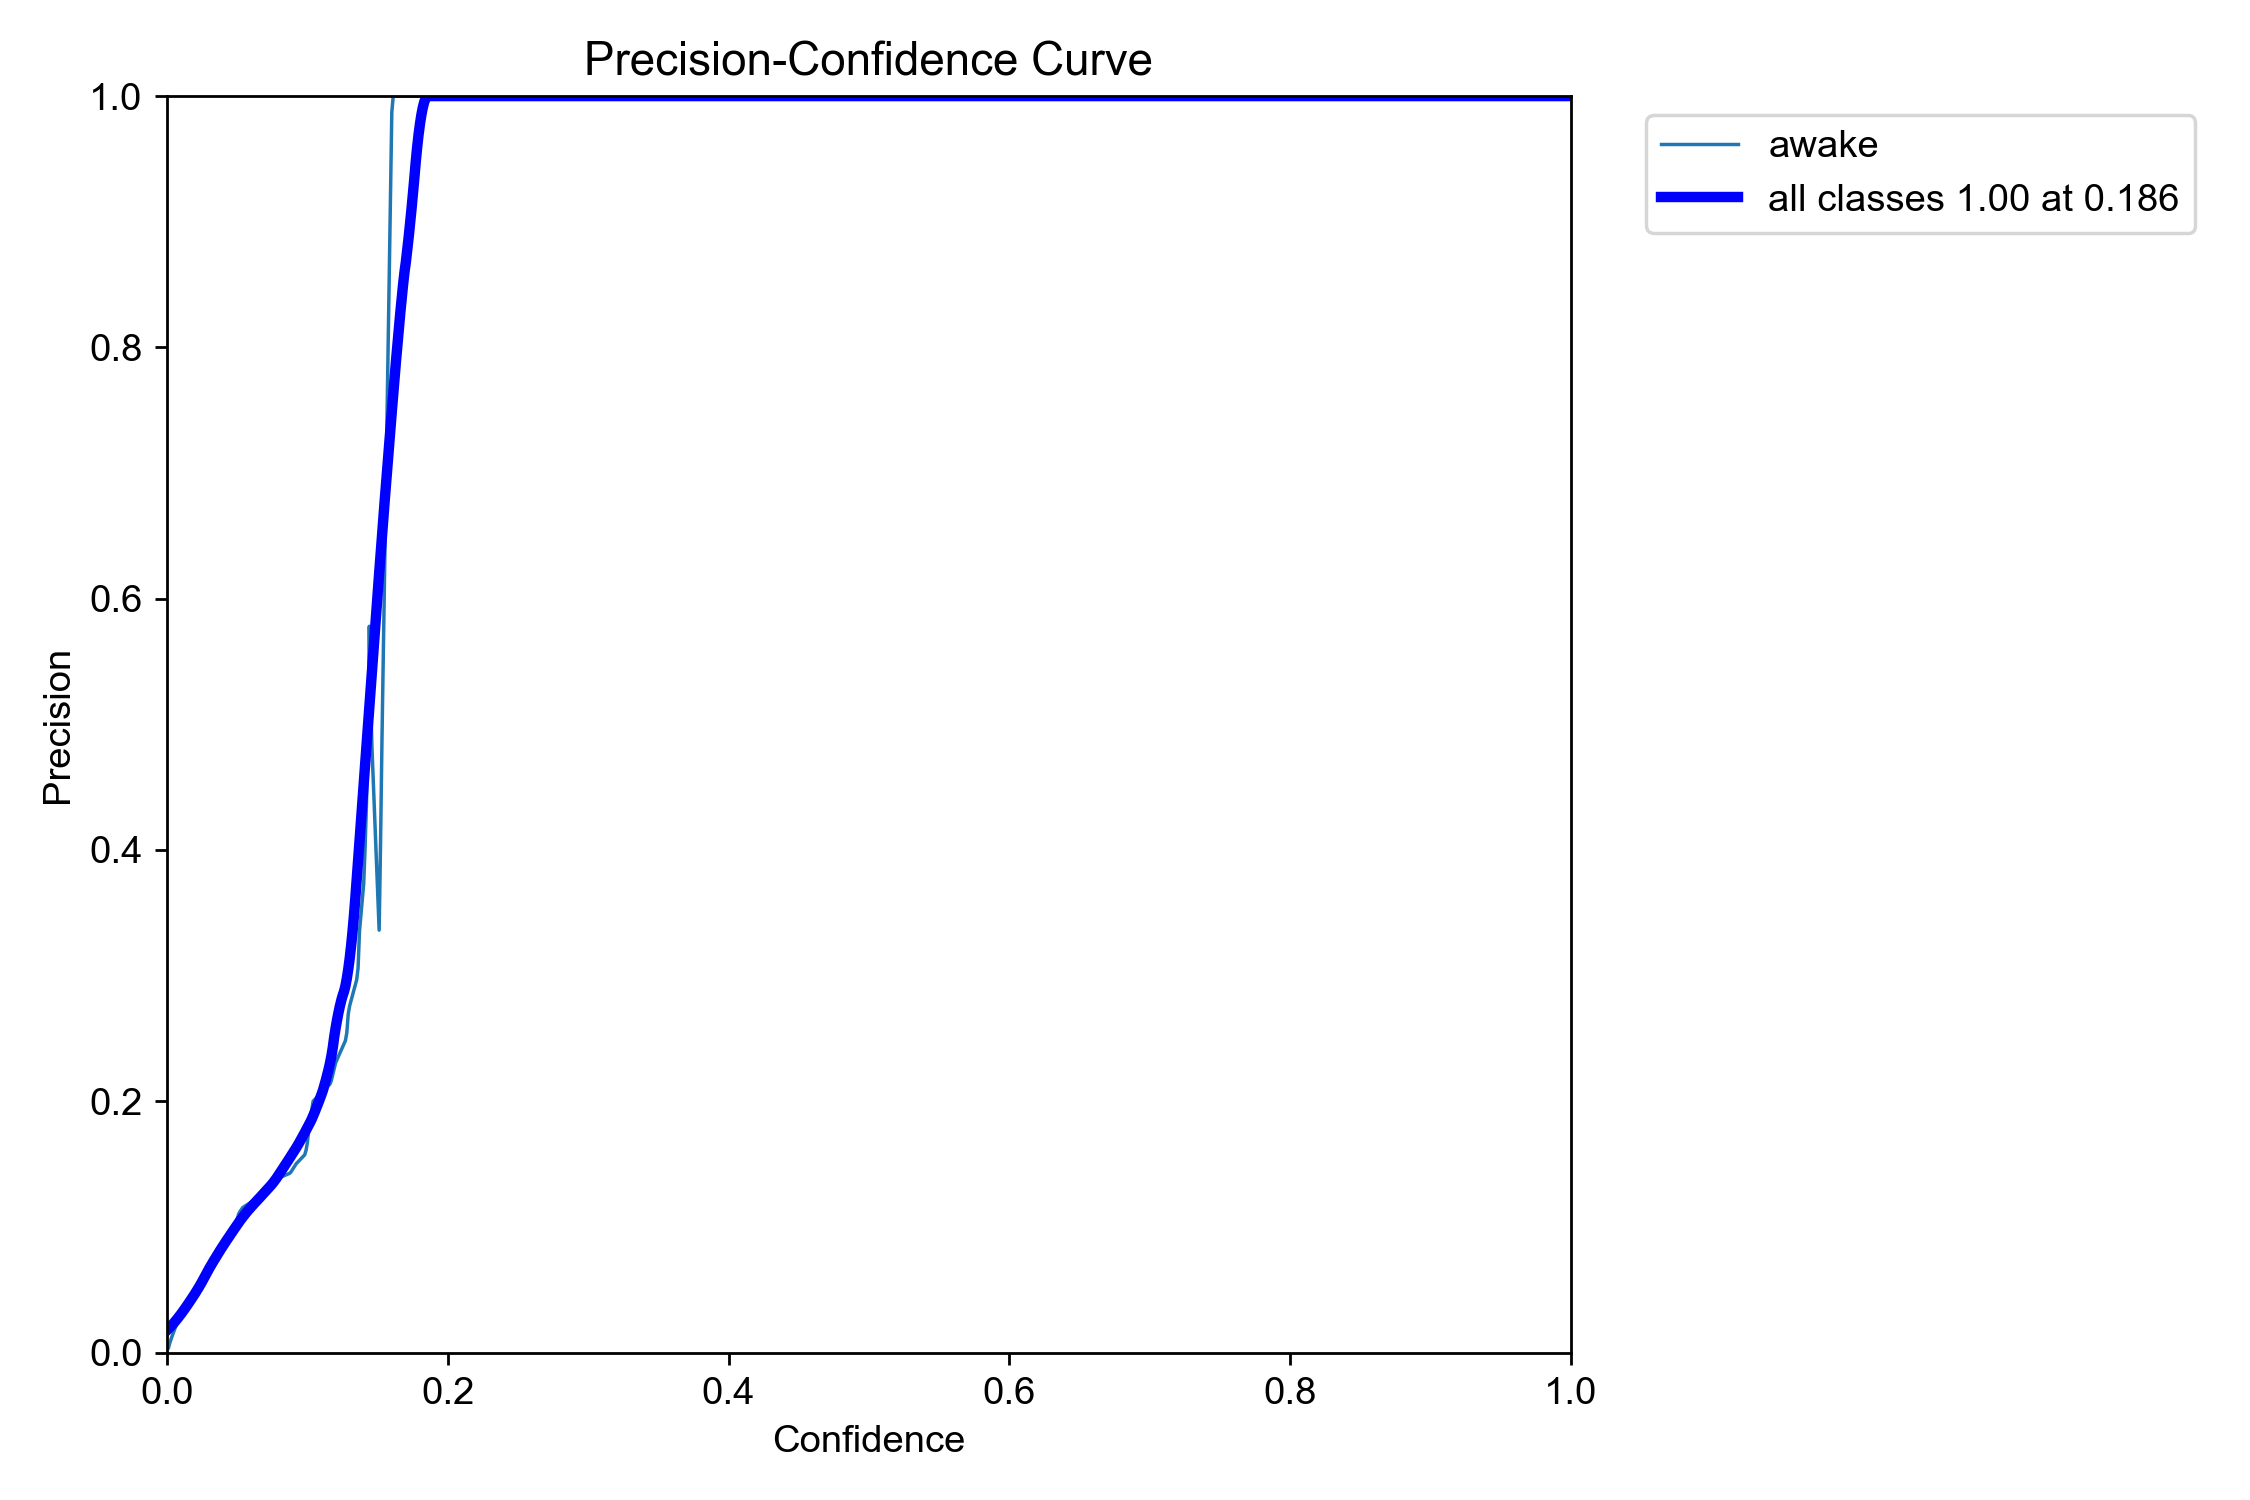 Precision-Confidence Curve
1.0
0.8
0.6
0.4
0.2
0.0
Precision
0.0 0.2 0.4 0.6 0.8 1.0
Confidence
awake
all classes 1.00 at 0.186